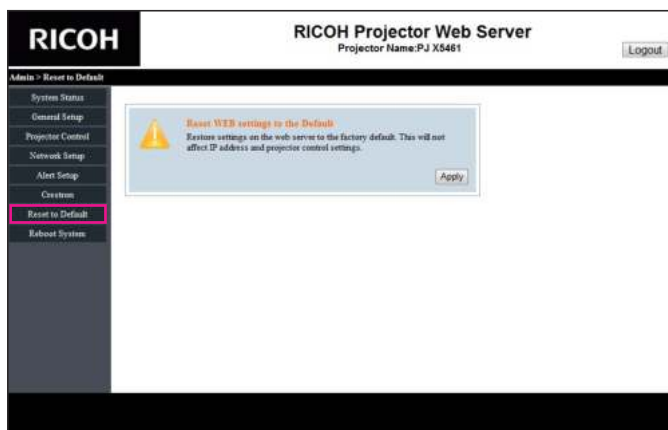 RICOH
RICOH Projector Web Server
Projector Name:PJ X5461
Logout
Admin > Reset to Default
System Status
General Setup
Projector Control
Network Setup
Alert Setup
Crestron
Reset to Default
Reboot System
Reset WEB settings to the Default
Restore settings on the web server to the factory default. This will not
affect IP address and projector control settings.
Apply